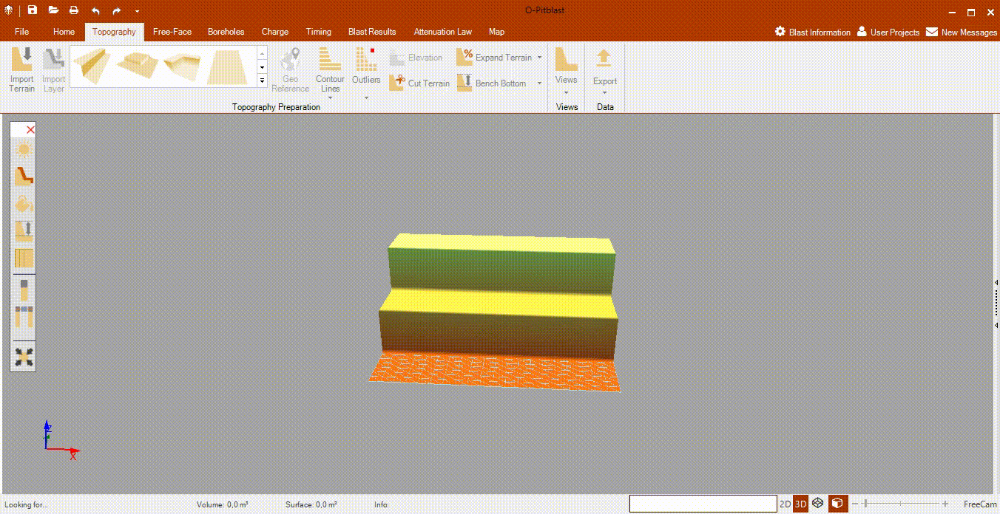 O-Pitblast
File Home Topography Free-Face Boreholes Charge Timing Blast Results Attenuation Law Map Blast Information User Projects New Messages
Import Terrain
Import Layer
Geo Reference
Contour Lines
Outliers
Elevation
Cut Terrain
Expand Terrain
Bench Bottom
Views
Export
Topography Preparation Views Data
Z
X
Looking for... Volume: 0,0 m³ Surface: 0,0 m² Info: 2D 3D FreeCam